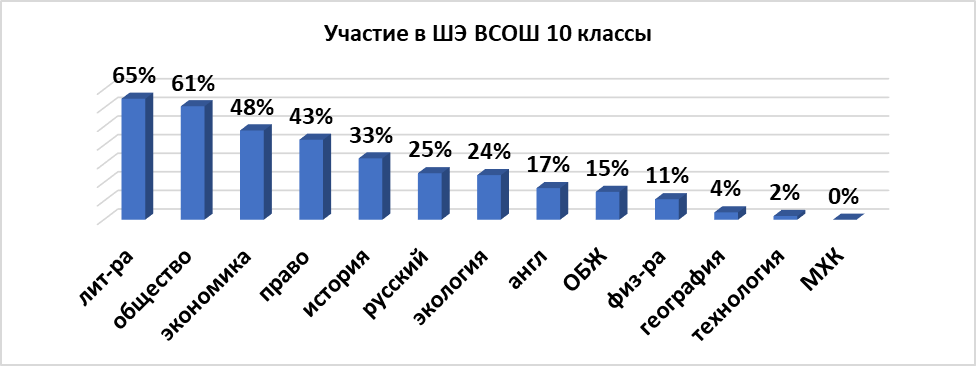 Участие в ШЭ ВСОШ 10 классы
65% 61% 48% 43% 33% 25% 24% 17% 15% 11% 4% 2% 0%
лит-ра общество экономика право история русский экология англ ОБЖ физ-ра география технология МХК